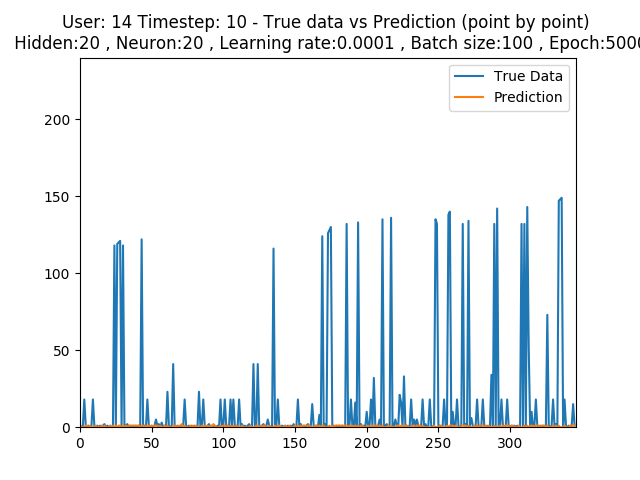 User: 14 Timestep: 10 - True data vs Prediction (point by point)
Hidden:20 , Neuron:20 , Learning rate:0.0001 , Batch size:100 , Epoch:5000
True Data
Prediction
200
150
100
50
0
0 50 100 150 200 250 300